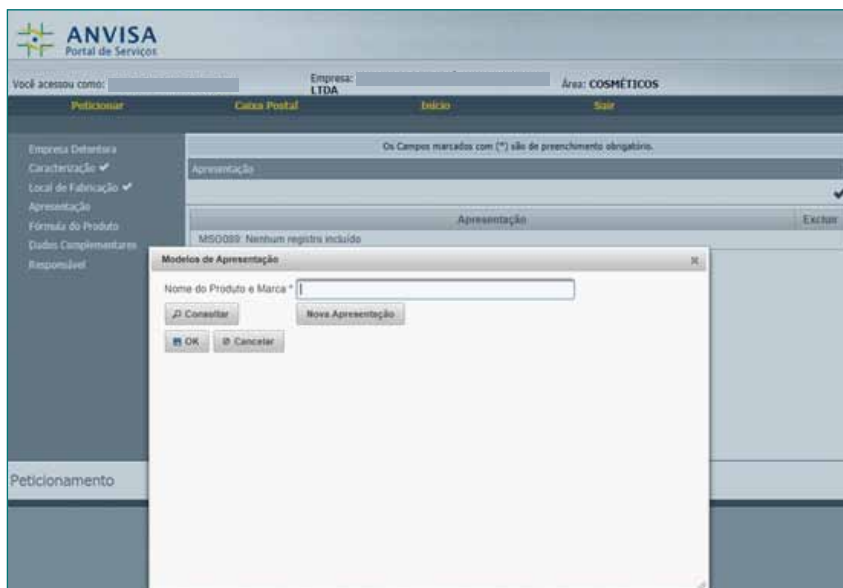 ANVISA
Portal de Serviços
Você acessou como:
Empresa:
LTDA
Área: COSMÉTICOS
Peticionar Caixa Postal Início Sair
Os Campos marcados com (*) são de preenchimento obrigatório.
Empresa Detentora
Caracterização ✔
Local de Fabricação ✔
Apresentação
Fórmula do Produto
Dados Complementares
Responsável
Apresentação
Apresentação Excluir
MS0089: Nenhum registro incluído
Modelos de Apresentação
Nome do Produto e Marca *
Consultar Nova Apresentação
OK Cancelar
Peticionamento